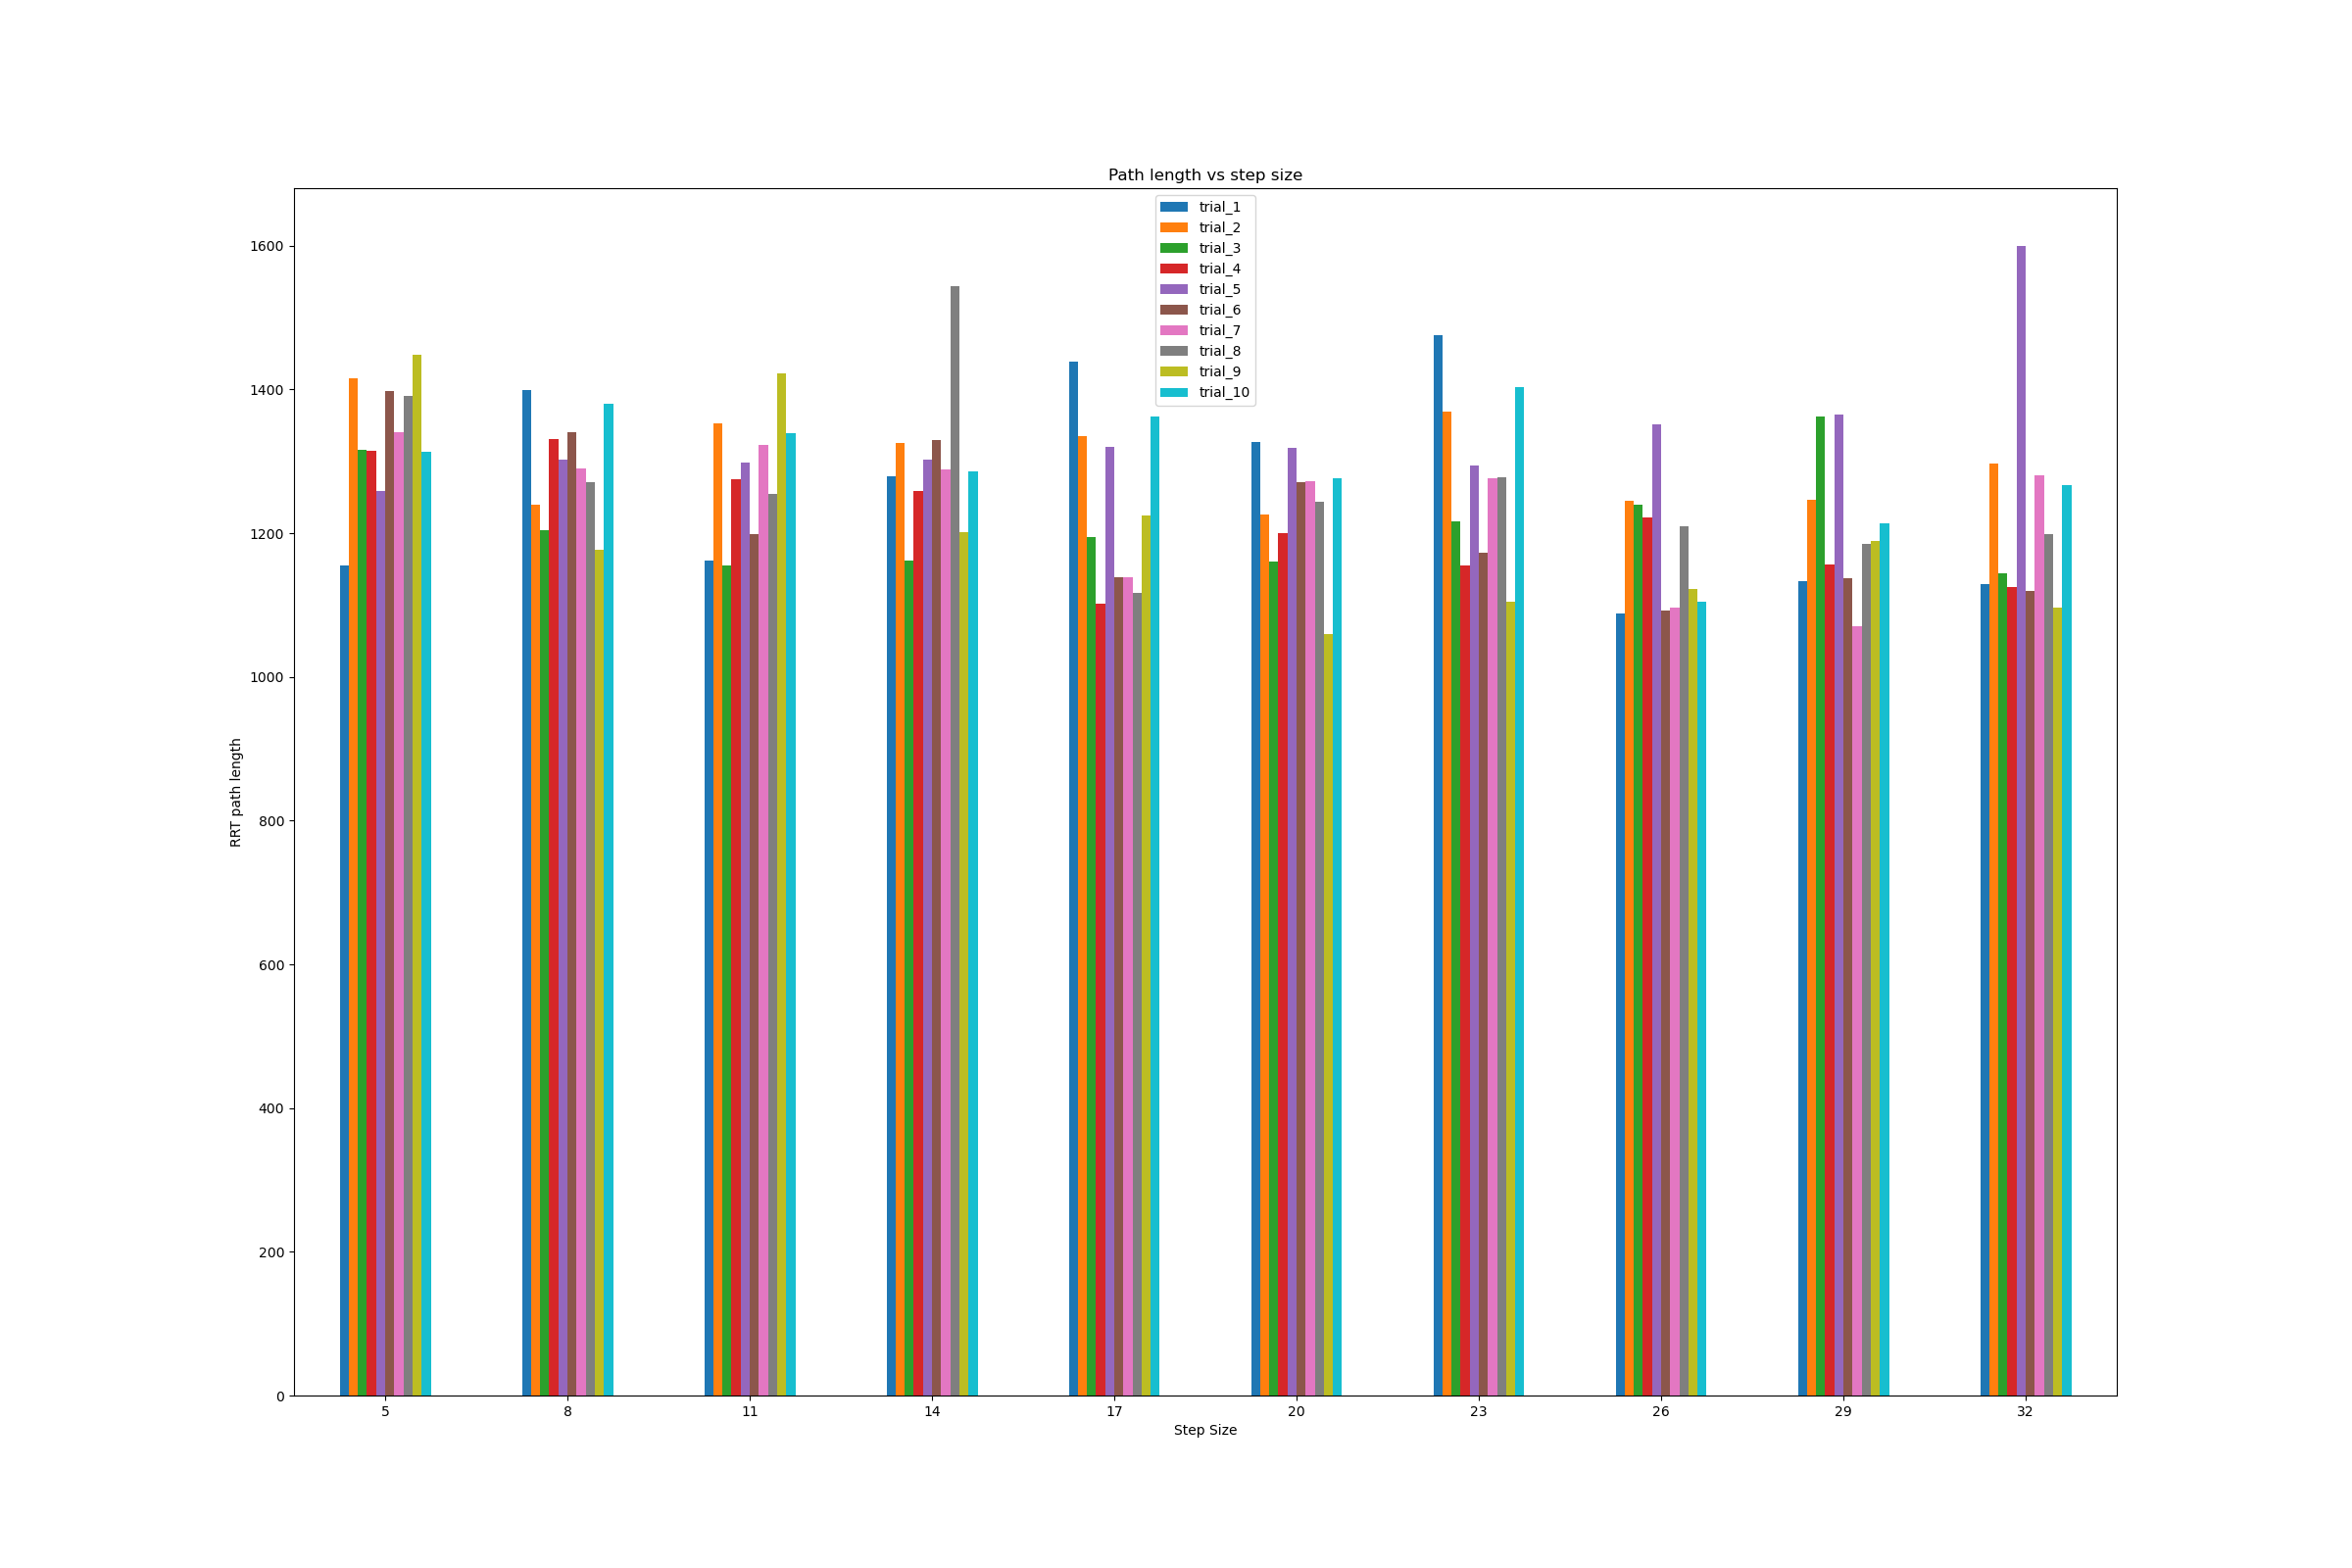 Path length vs step size
trial_1
trial_2
trial_3
trial_4
trial_5
trial_6
trial_7
trial_8
trial_9
trial_10
1600
1400
1200
1000
800
600
400
200
0
RRT path length
5 8 11 14 17 20 23 26 29 32
Step Size